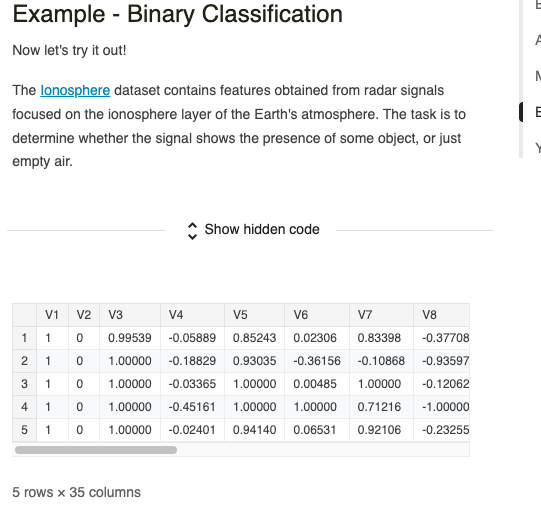 Example - Binary Classification
Now let's try it out!
The Ionosphere dataset contains features obtained from radar signals
focused on the ionosphere layer of the Earth's atmosphere. The task is to
determine whether the signal shows the presence of some object, or just
empty air.
Show hidden code
V1 V2 V3 V4 V5 V6 V7 V8
1 1 0 0.99539 -0.05889 0.85243 0.02306 0.83398 -0.37708
2 1 0 1.00000 -0.18829 0.93035 -0.36156 -0.10868 -0.93597
3 1 0 1.00000 -0.03365 1.00000 0.00485 1.00000 -0.12062
4 1 0 1.00000 -0.45161 1.00000 1.00000 0.71216 -1.00000
5 1 0 1.00000 -0.02401 0.94140 0.06531 0.92106 -0.23255
5 rows × 35 columns